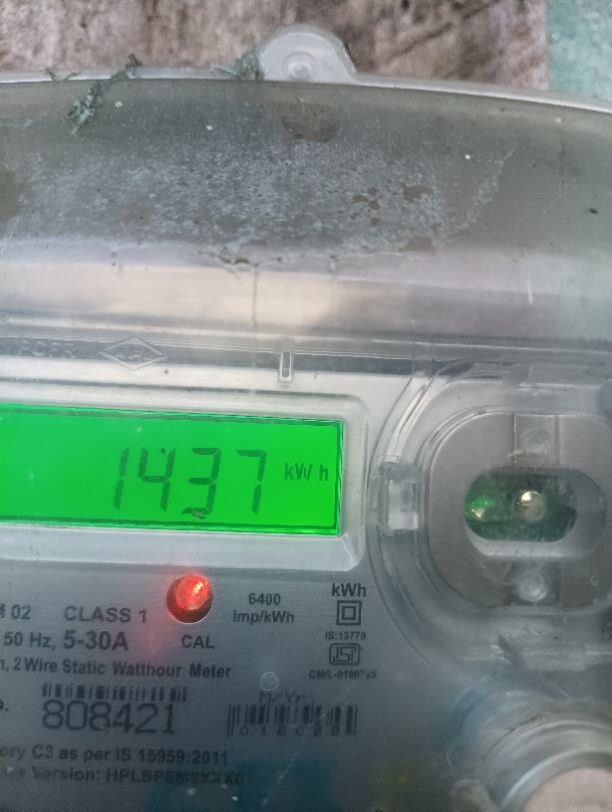 1437 kWh
6400
imp/kWh
kWh
M 02 CLASS 1
CAL
IS:13779
50 Hz, 5-30A
2 Wire Static Watthour Meter
808421
M/Yr
ory C3 as per IS 15959:2011
Version: